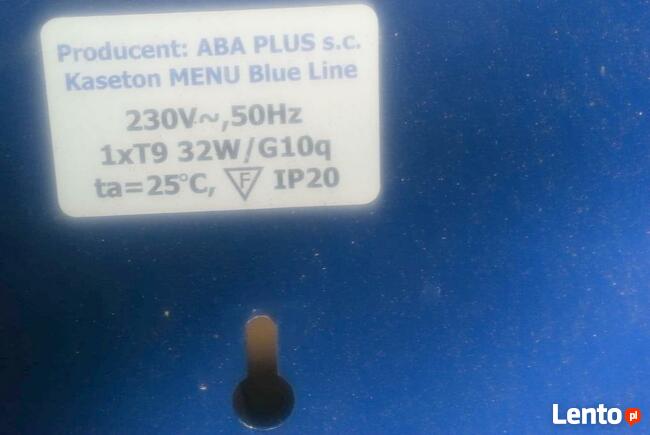 Producent: ABA PLUS s.c.
Kaseton MENU Blue Line
230V~,50Hz
1xT9 32W/G10q
ta=25°C, F IP20
Lento pl